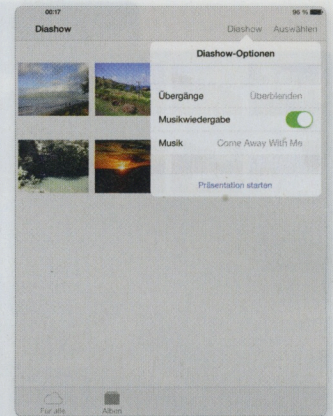 00:17 96 %
Diashow Diashow Auswählen
Diashow-Optionen
Übergänge Überblenden
Musikwiedergabe
Musik Come Away With Me
Präsentation starten
Für alle Alben